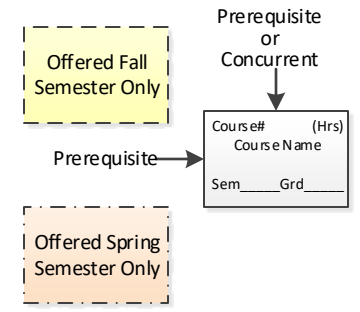 Prerequisite
or
Concurrent
Offered Fall
Semester Only
Course# (Hrs)
Course Name
Sem_____Grd_____
Prerequisite
Offered Spring
Semester Only